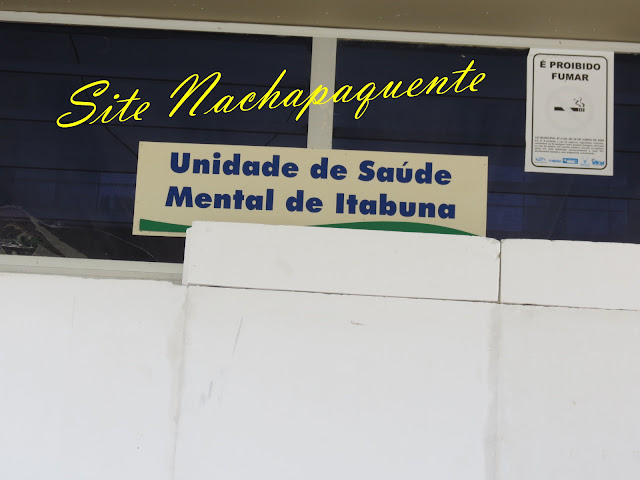 Site Nachapaquente
É PROIBIDO
FUMAR
Unidade de Saúde
Mental de Itabuna